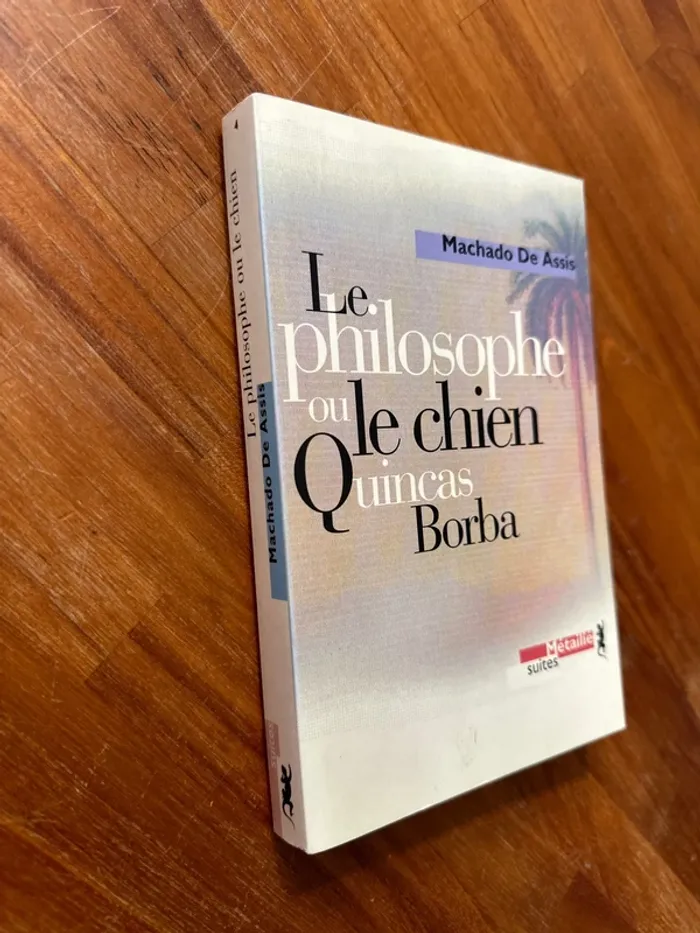 Machado De Assis
Le
philosophe
ou le chien
Quincas
Borba
Métailié
suites
Le philosophe ou le chien
Machado De Assis
suites